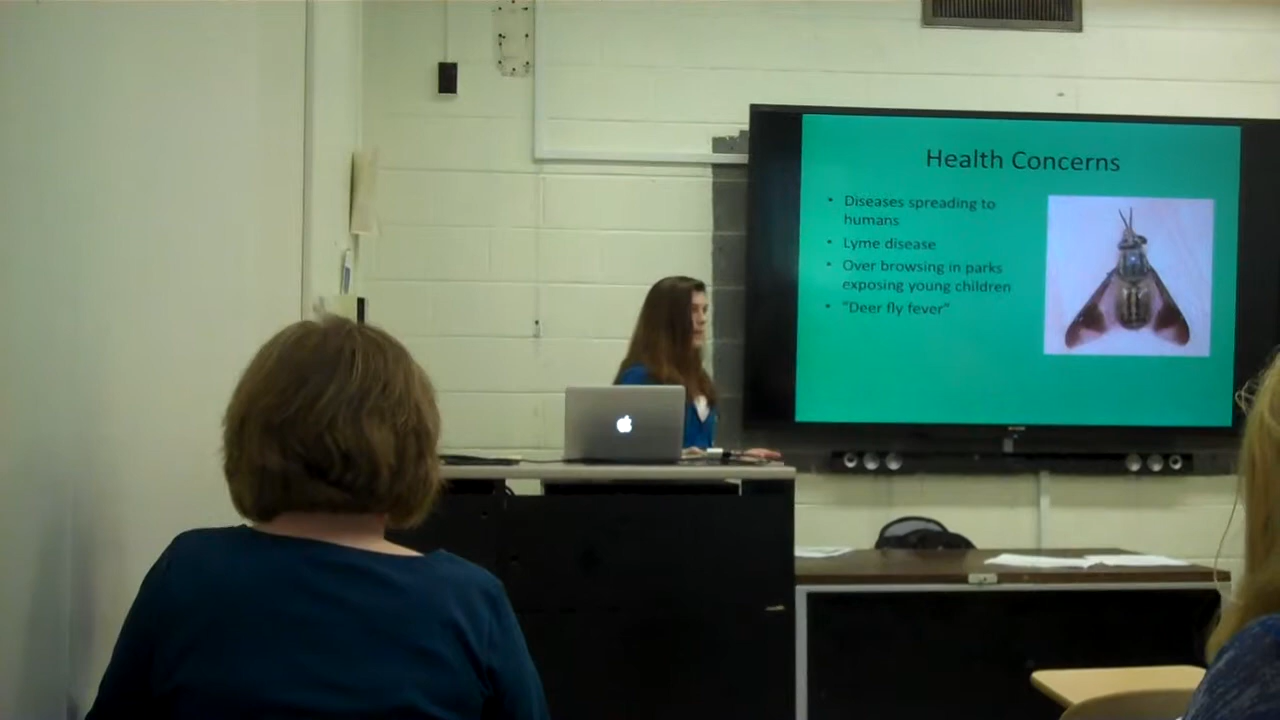 Health Concerns
• Diseases spreading to
humans
• Lyme disease
• Over browsing in parks
exposing young children
• "Deer fly fever"